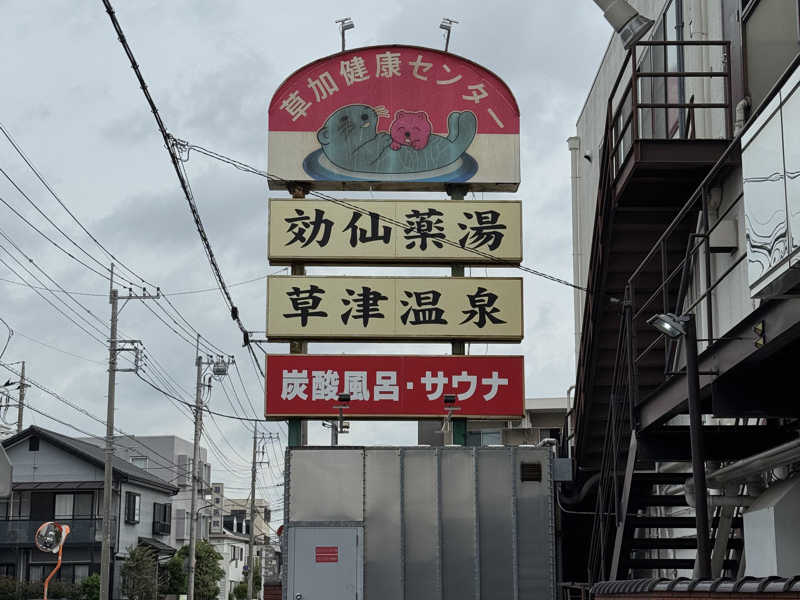 草加健康センター
効仙薬湯
草津温泉
炭酸風呂・サウナ